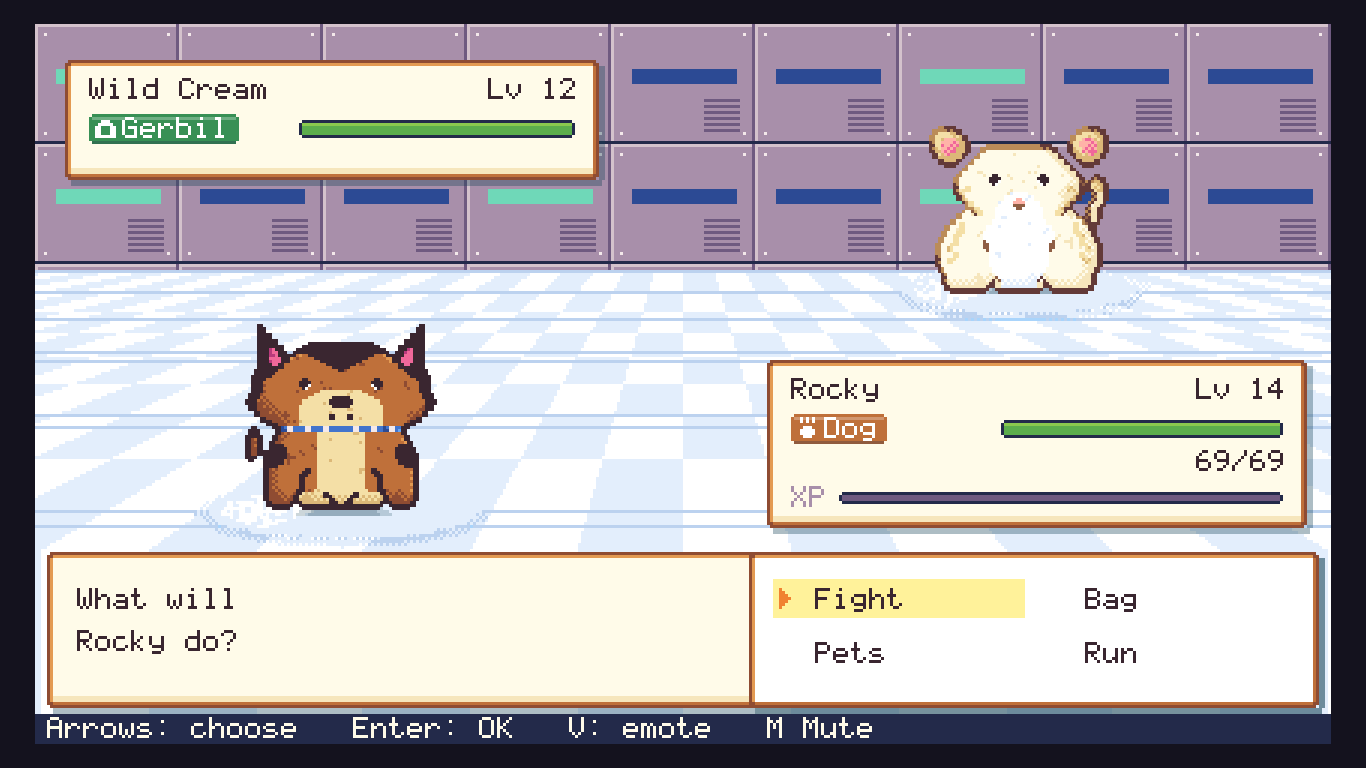 Wild Cream Lv 12
Gerbil
Rocky Lv 14
Dog
69/69
XP
What will
Rocky do?
Fight Bag
Pets Run
Arrows: choose Enter: OK V: emote M Mute